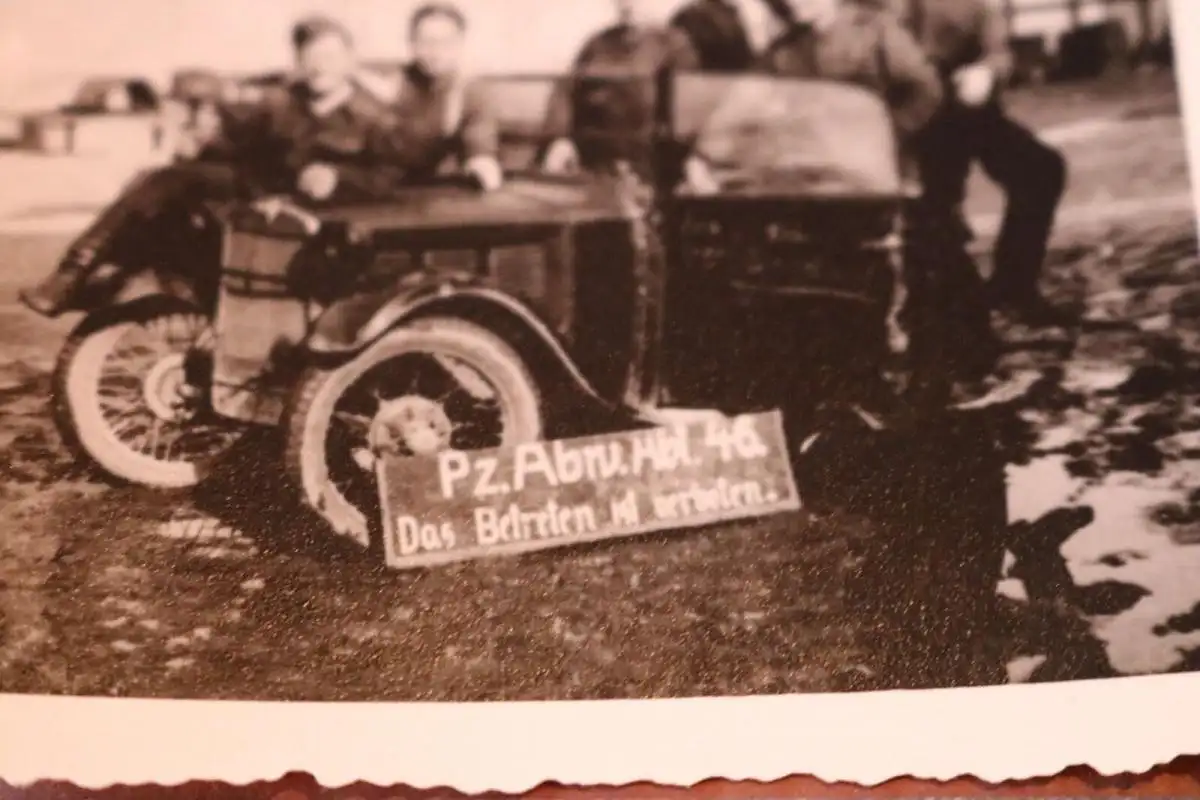 Pz.Abw.Abt. 46
Das Betreten ist verboten.